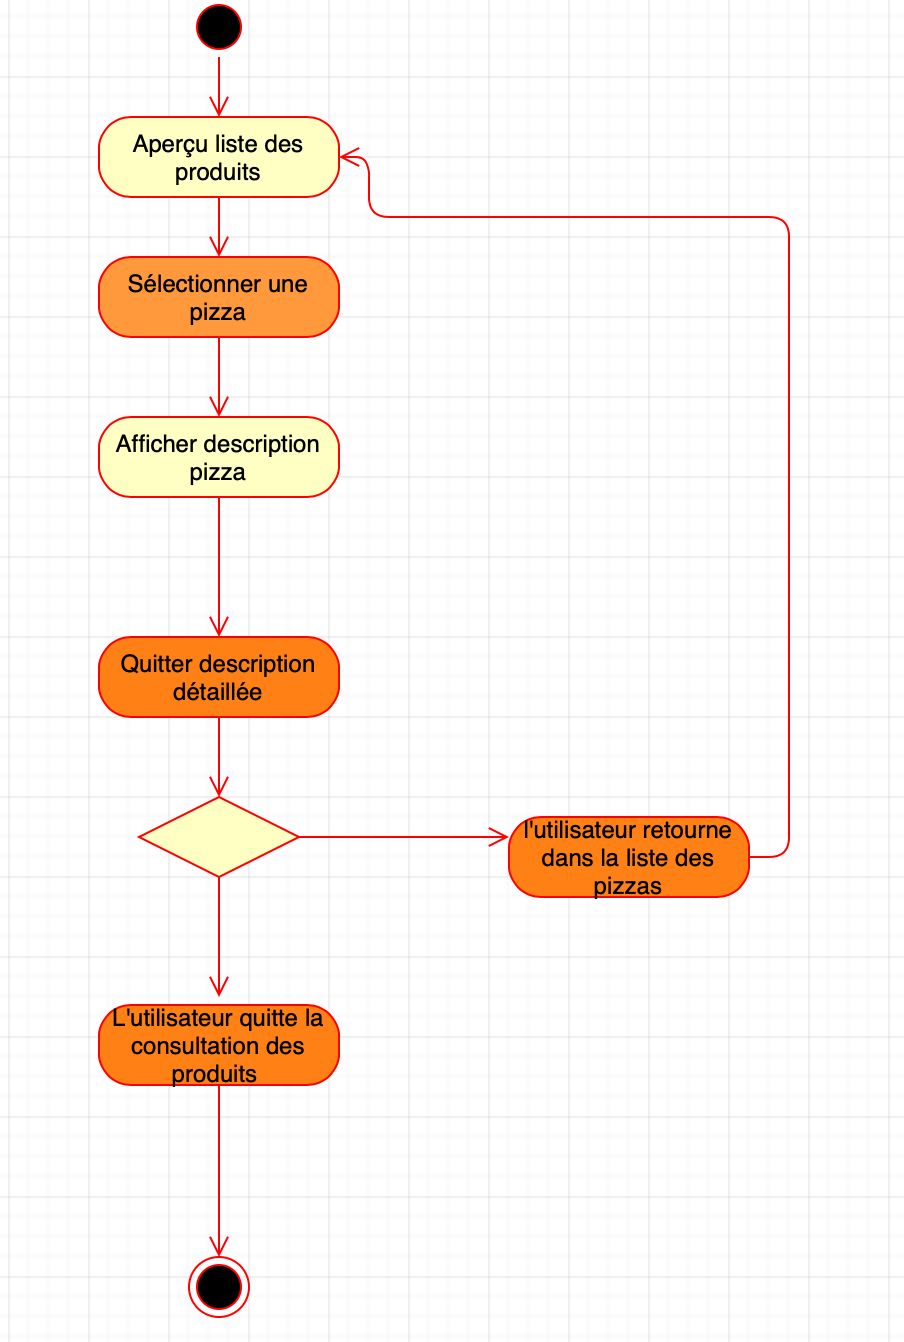 Aperçu liste des
produits
Sélectionner une
pizza
Afficher description
pizza
Quitter description
détaillée
l'utilisateur retourne
dans la liste des
pizzas
L'utilisateur quitte la
consultation des
produits